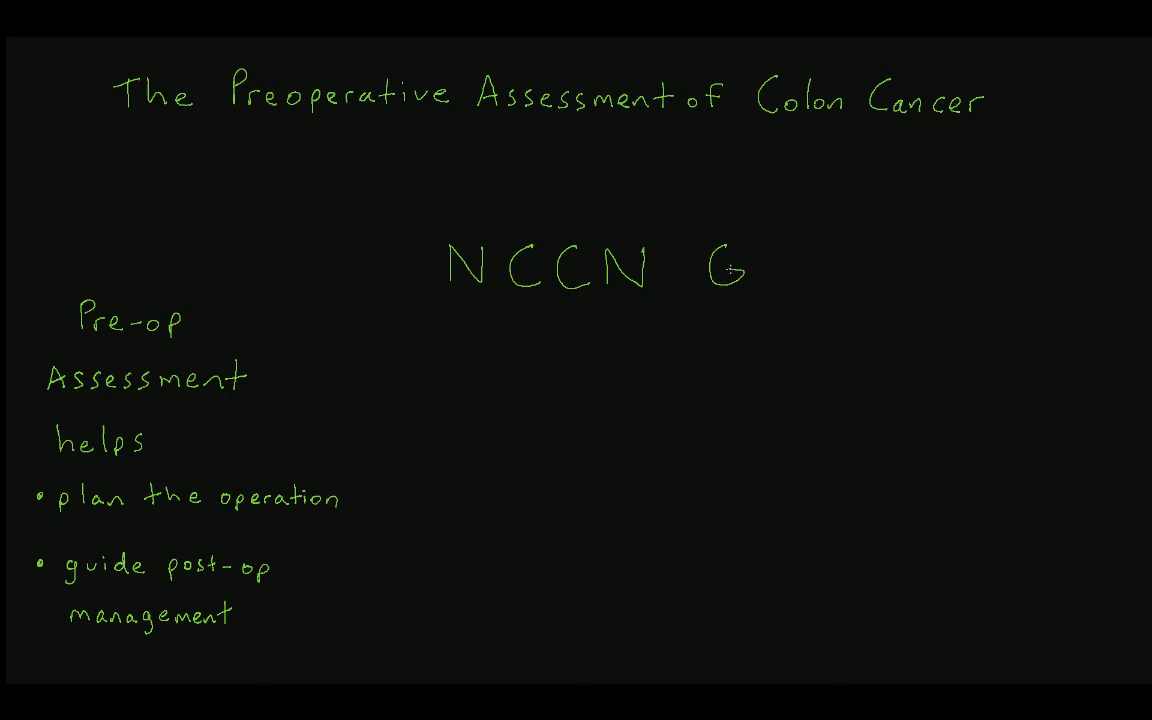 The Preoperative Assessment of Colon Cancer
NCCN G
Pre-op
Assessment
helps
• plan the operation
• guide post-op
management